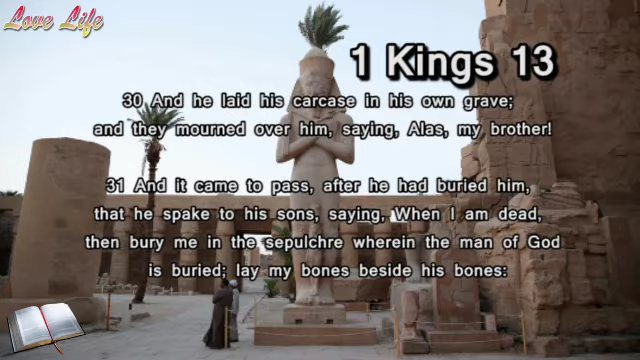 Love Life
1 Kings 13
30 And he laid his carcase in his own grave;
and they mourned over him, saying, Alas, my brother!
31 And it came to pass, after he had buried him,
that he spake to his sons, saying, When I am dead,
then bury me in the sepulchre wherein the man of God
is buried; lay my bones beside his bones: